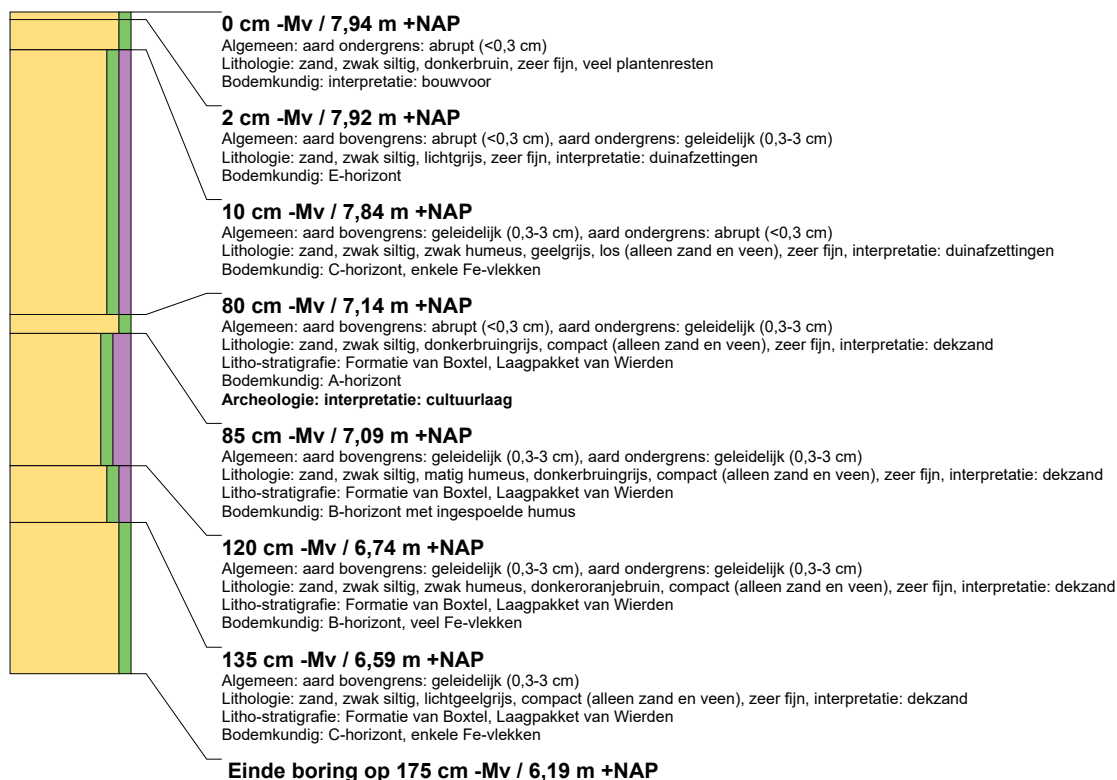 0 cm -Mv / 7,94 m +NAP
Algemeen: aard ondergrens: abrupt (<0,3 cm)
Lithologie: zand, zwak siltig, donkerbruin, zeer fijn, veel plantenresten
Bodemkundig: interpretatie: bouwvoor
2 cm -Mv / 7,92 m +NAP
Algemeen: aard bovengrens: abrupt (<0,3 cm), aard ondergrens: geleidelijk (0,3-3 cm)
Lithologie: zand, zwak siltig, lichtgrijs, zeer fijn, interpretatie: duinafzettingen
Bodemkundig: E-horizont
10 cm -Mv / 7,84 m +NAP
Algemeen: aard bovengrens: geleidelijk (0,3-3 cm), aard ondergrens: abrupt (<0,3 cm)
Lithologie: zand, zwak siltig, zwak humeus, geelgrijs, los (alleen zand en veen), zeer fijn, interpretatie: duinafzettingen
Bodemkundig: C-horizont, enkele Fe-vlekken
80 cm -Mv / 7,14 m +NAP
Algemeen: aard bovengrens: abrupt (<0,3 cm), aard ondergrens: geleidelijk (0,3-3 cm)
Lithologie: zand, zwak siltig, donkerbruingrijs, compact (alleen zand en veen), zeer fijn, interpretatie: dekzand
Litho-stratigrafie: Formatie van Boxtel, Laagpakket van Wierden
Bodemkundig: A-horizont
Archeologie: interpretatie: cultuurlaag
85 cm -Mv / 7,09 m +NAP
Algemeen: aard bovengrens: geleidelijk (0,3-3 cm), aard ondergrens: geleidelijk (0,3-3 cm)
Lithologie: zand, zwak siltig, matig humeus, donkerbruingrijs, compact (alleen zand en veen), zeer fijn, interpretatie: dekzand
Litho-stratigrafie: Formatie van Boxtel, Laagpakket van Wierden
Bodemkundig: B-horizont met ingespoelde humus
120 cm -Mv / 6,74 m +NAP
Algemeen: aard bovengrens: geleidelijk (0,3-3 cm), aard ondergrens: geleidelijk (0,3-3 cm)
Lithologie: zand, zwak siltig, zwak humeus, donkeroranjebruin, compact (alleen zand en veen), zeer fijn, interpretatie: dekzand
Litho-stratigrafie: Formatie van Boxtel, Laagpakket van Wierden
Bodemkundig: B-horizont, veel Fe-vlekken
135 cm -Mv / 6,59 m +NAP
Algemeen: aard bovengrens: geleidelijk (0,3-3 cm)
Lithologie: zand, zwak siltig, lichtgeelgrijs, compact (alleen zand en veen), zeer fijn, interpretatie: dekzand
Litho-stratigrafie: Formatie van Boxtel, Laagpakket van Wierden
Bodemkundig: C-horizont, enkele Fe-vlekken
Einde boring op 175 cm -Mv / 6,19 m +NAP